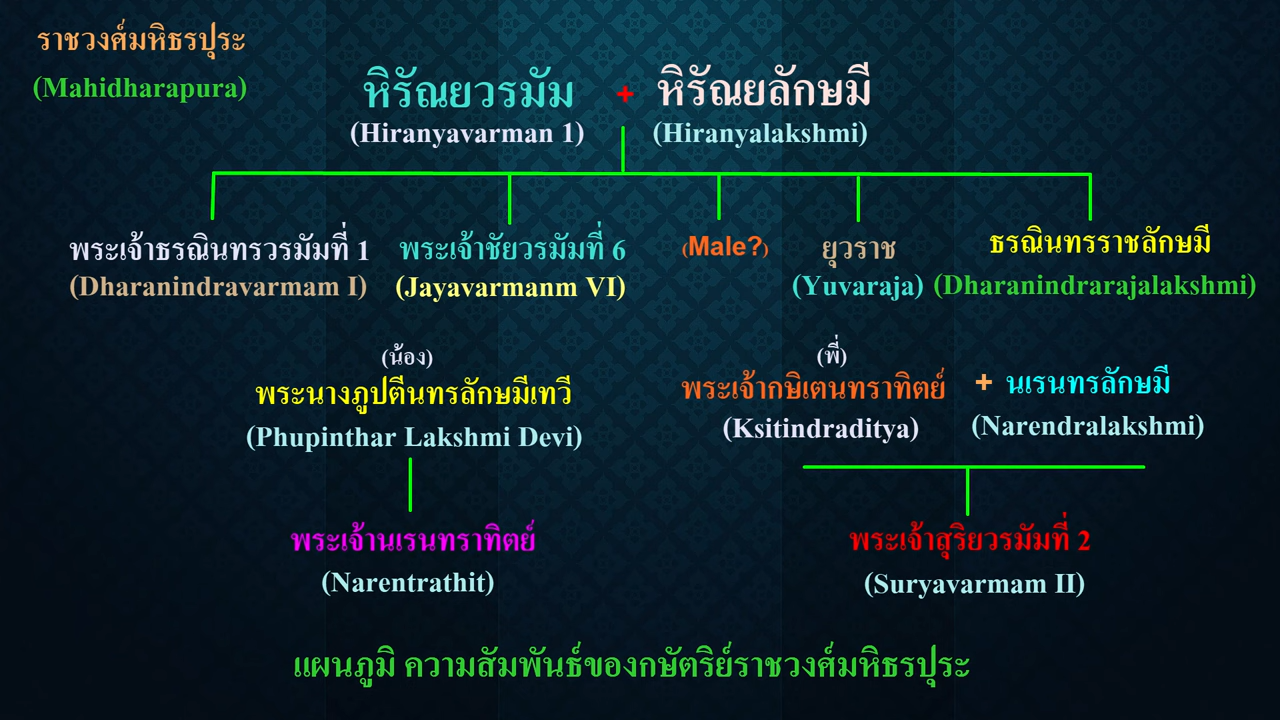 ราชวงศ์มหิธรปุระ
(Mahidharapura)
หิรัณยวรมัม + หิรัณยลักษมี
(Hiranyavarman 1) (Hiranyalakshmi)
พระเจ้าธรณินทรวรมัมที่ 1 พระเจ้าชัยวรมัมที่ 6 (Male?) ยุวราช ธรณินทรราชลักษมี
(Dharanindravarmam I) (Jayavarmanm VI) (Yuvaraja) (Dharanindrarajalakshmi)
(น้อง) (พี่)
พระนางภูปตีนทรลักษมีเทวี พระเจ้ากษิเตนทราทิตย์ + นเรนทรลักษมี
(Phupinthar Lakshmi Devi) (Ksitindraditya) (Narendralakshmi)
พระเจ้านเรนทราทิตย์ พระเจ้าสุริยวรมัมที่ 2
(Narentrathit) (Suryavarmam II)
แผนภูมิ ความสัมพันธ์ของกษัตริย์ราชวงศ์มหิธรปุระ